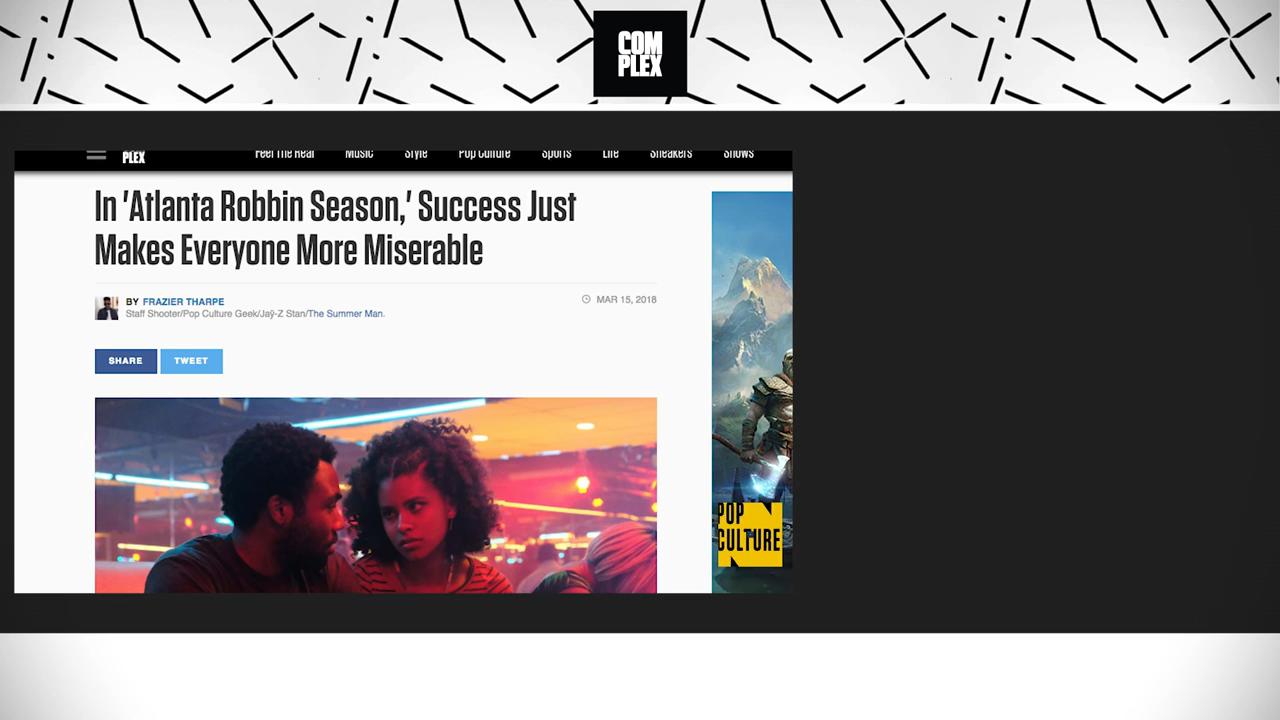 COM
PLEX
PLEX
Feel The Real Music Style Pop Culture Sports Life Sneakers Shows
In 'Atlanta Robbin Season,' Success Just
Makes Everyone More Miserable
BY FRAZIER THARPE
MAR 15, 2018
Staff Shooter/Pop Culture Geek/Jaÿ-Z Stan/The Summer Man.
SHARE TWEET
POP
CULTURE